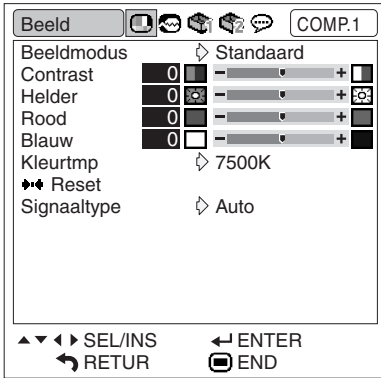 Beeld COMP.1
Beeldmodus Standaard
Contrast 0 - +
Helder 0 - +
Rood 0 - +
Blauw 0 - +
Kleurtmp 7500K
Reset
Signaaltype Auto
SEL/INS ENTER
RETUR END